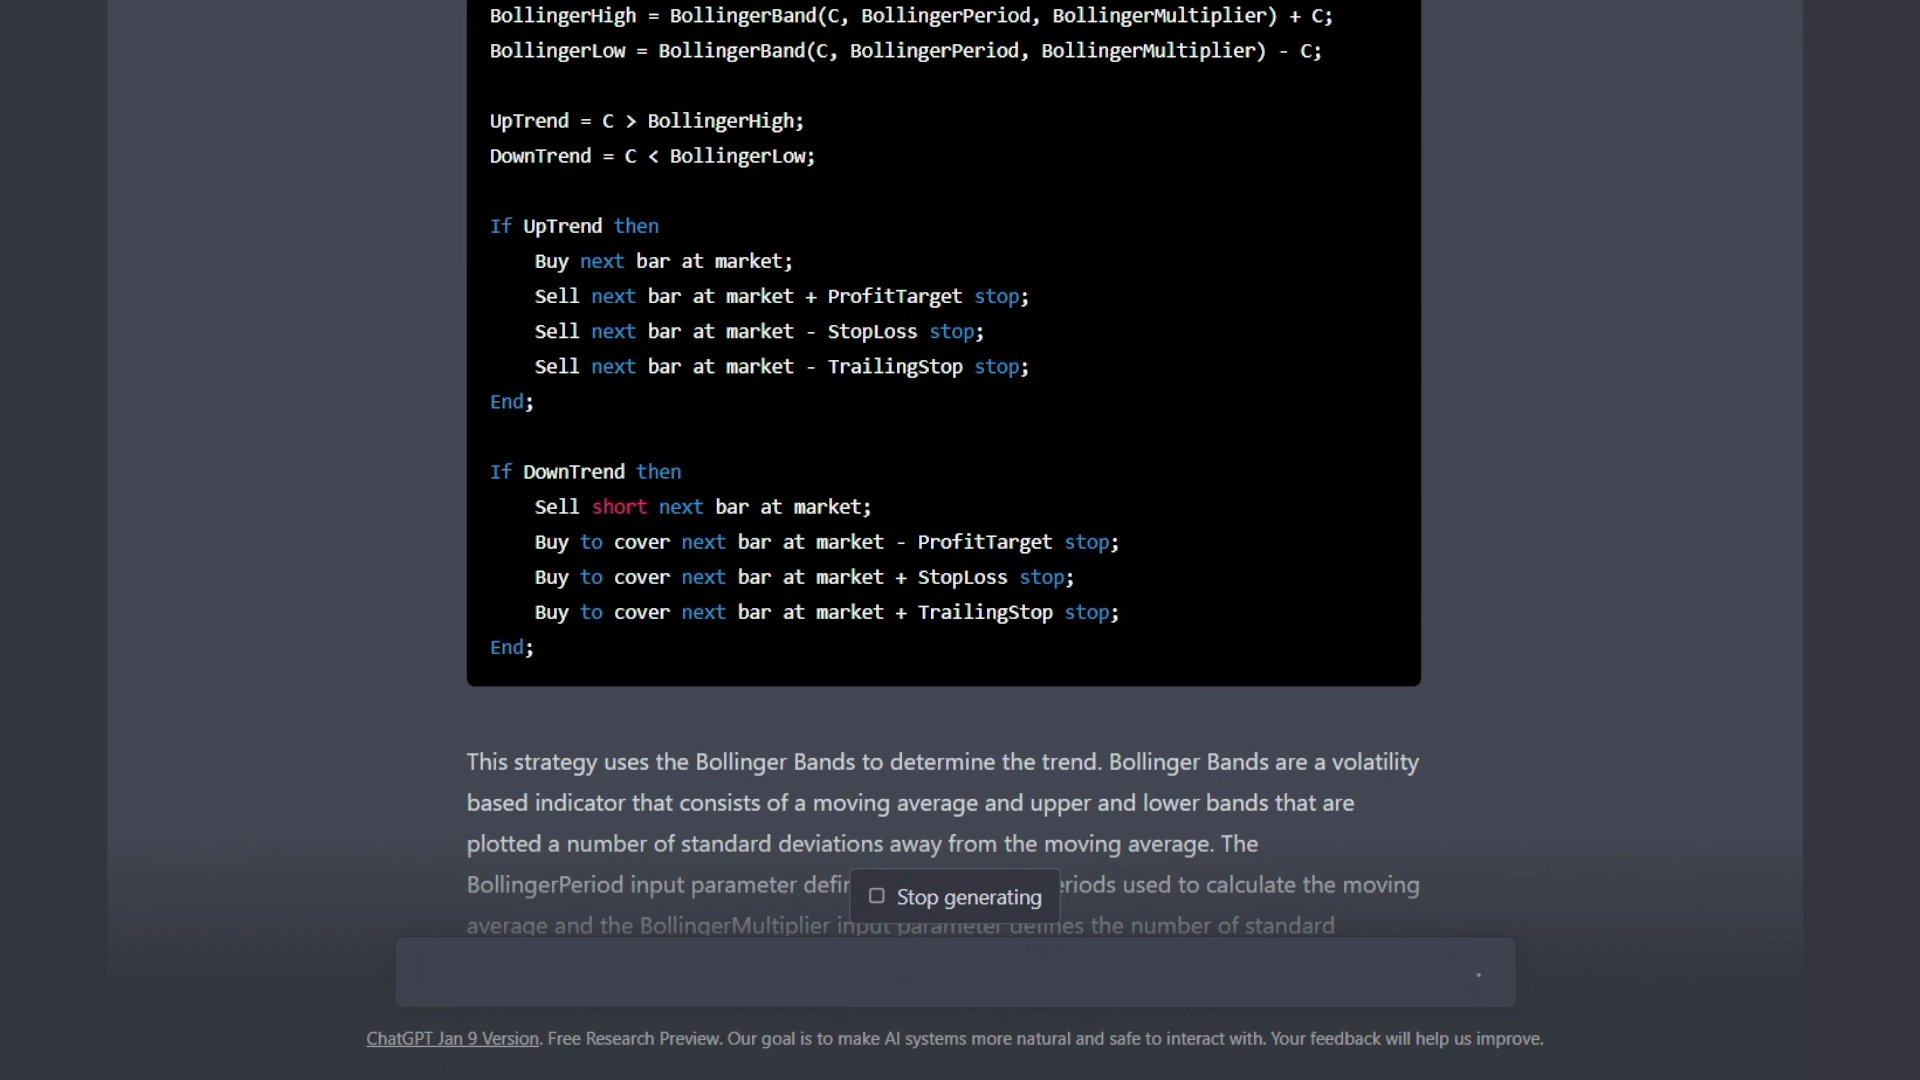 BollingerHigh = BollingerBand(C, BollingerPeriod, BollingerMultiplier) + C;
BollingerLow = BollingerBand(C, BollingerPeriod, BollingerMultiplier) - C;
UpTrend = C > BollingerHigh;
DownTrend = C < BollingerLow;
If UpTrend then
Buy next bar at market;
Sell next bar at market + ProfitTarget stop;
Sell next bar at market - StopLoss stop;
Sell next bar at market - TrailingStop stop;
End;
If DownTrend then
Sell short next bar at market;
Buy to cover next bar at market - ProfitTarget stop;
Buy to cover next bar at market + StopLoss stop;
Buy to cover next bar at market + TrailingStop stop;
End;
This strategy uses the Bollinger Bands to determine the trend. Bollinger Bands are a volatility
based indicator that consists of a moving average and upper and lower bands that are
plotted a number of standard deviations away from the moving average. The
BollingerPeriod input parameter used to calculate the moving
Stop generating
average and the BollingerMultiplier input parameter defines the number of standard
ChatGPT Jan 9 Version. Free Research Preview. Our goal is to make AI systems more natural and safe to interact with. Your feedback will help us improve.